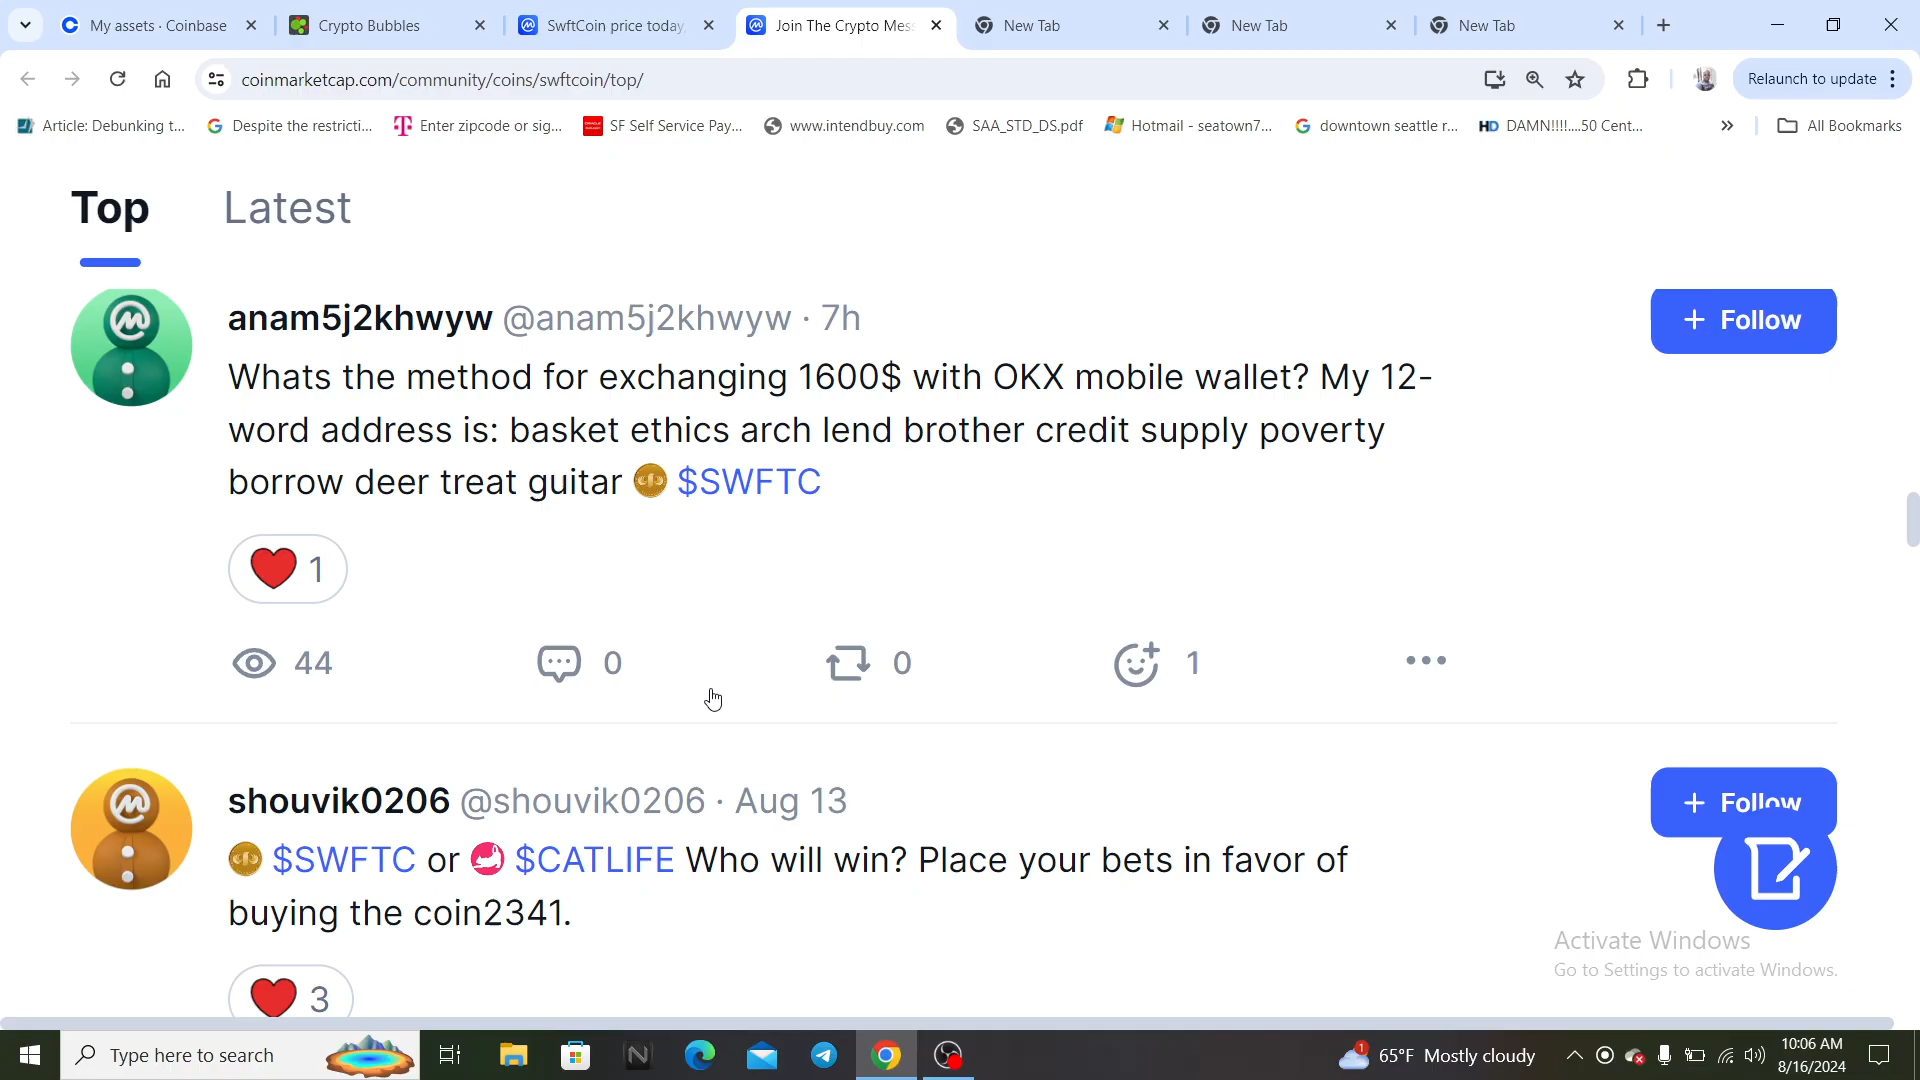 My assets · Coinbase
Crypto Bubbles
SwftCoin price today,
Join The Crypto Mes
New Tab
New Tab
New Tab
coinmarketcap.com/community/coins/swftcoin/top/
Relaunch to update
Article: Debunking t...
Despite the restricti...
Enter zipcode or sig...
SF Self Service Pay...
www.intendbuy.com
SAA_STD_DS.pdf
Hotmail - seatown7...
downtown seattle r...
HD DAMN!!!!....50 Cent...
All Bookmarks
Top Latest
anam5j2khwyw @anam5j2khwyw · 7h
+ Follow
Whats the method for exchanging 1600$ with OKX mobile wallet? My 12-
word address is: basket ethics arch lend brother credit supply poverty
borrow deer treat guitar $SWFTC
1
44 0 0 1
shouvik0206 @shouvik0206 · Aug 13
+ Follow
$SWFTC or $CATLIFE Who will win? Place your bets in favor of
buying the coin2341.
3
Activate Windows
Go to Settings to activate Windows.
Type here to search
1
65°F Mostly cloudy
10:06 AM
8/16/2024